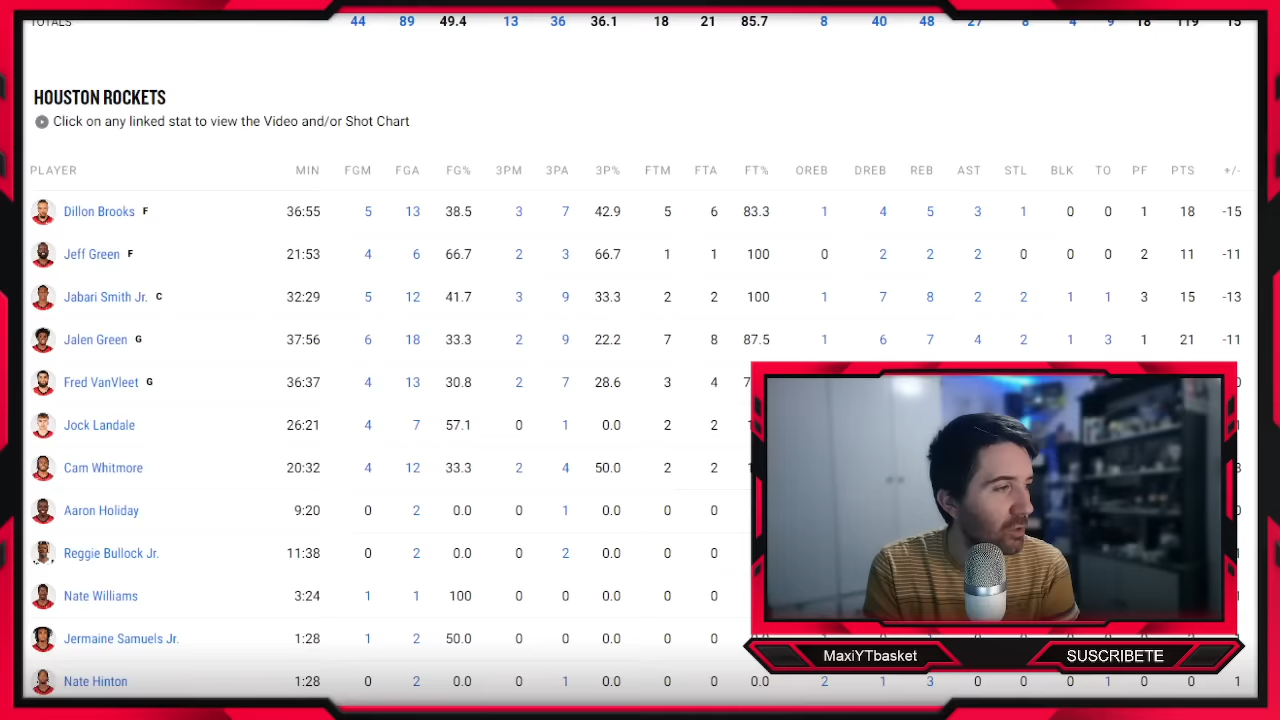 TOTALS 44 89 49.4 13 36 36.1 18 21 85.7 8 40 48 27 8 4 9 18 119 15
HOUSTON ROCKETS
Click on any linked stat to view the Video and/or Shot Chart
PLAYER MIN FGM FGA FG% 3PM 3PA 3P% FTM FTA FT% OREB DREB REB AST STL BLK TO PF PTS +/-
Dillon Brooks F 36:55 5 13 38.5 3 7 42.9 5 6 83.3 1 4 5 3 1 0 0 1 18 -15
Jeff Green F 21:53 4 6 66.7 2 3 66.7 1 1 100 0 2 2 2 0 0 0 2 11 -11
Jabari Smith Jr. C 32:29 5 12 41.7 3 9 33.3 2 2 100 1 7 8 2 2 1 1 3 15 -13
Jalen Green G 37:56 6 18 33.3 2 9 22.2 7 8 87.5 1 6 7 4 2 1 3 1 21 -11
Fred VanVleet G 36:37 4 13 30.8 2 7 28.6 3 4
Jock Landale 26:21 4 7 57.1 0 1 0.0 2 2
Cam Whitmore 20:32 4 12 33.3 2 4 50.0 2 2
Aaron Holiday 9:20 0 2 0.0 0 1 0.0 0 0
Reggie Bullock Jr. 11:38 0 2 0.0 0 2 0.0 0 0
Nate Williams 3:24 1 1 100 0 0 0.0 0 0
Jermaine Samuels Jr. 1:28 1 2 50.0 0 0 0.0 0 0
MaxiYTbasket SUSCRIBETE
Nate Hinton 1:28 0 2 0.0 0 1 0.0 0 0 0.0 2 1 3 0 0 0 1 0 0 1